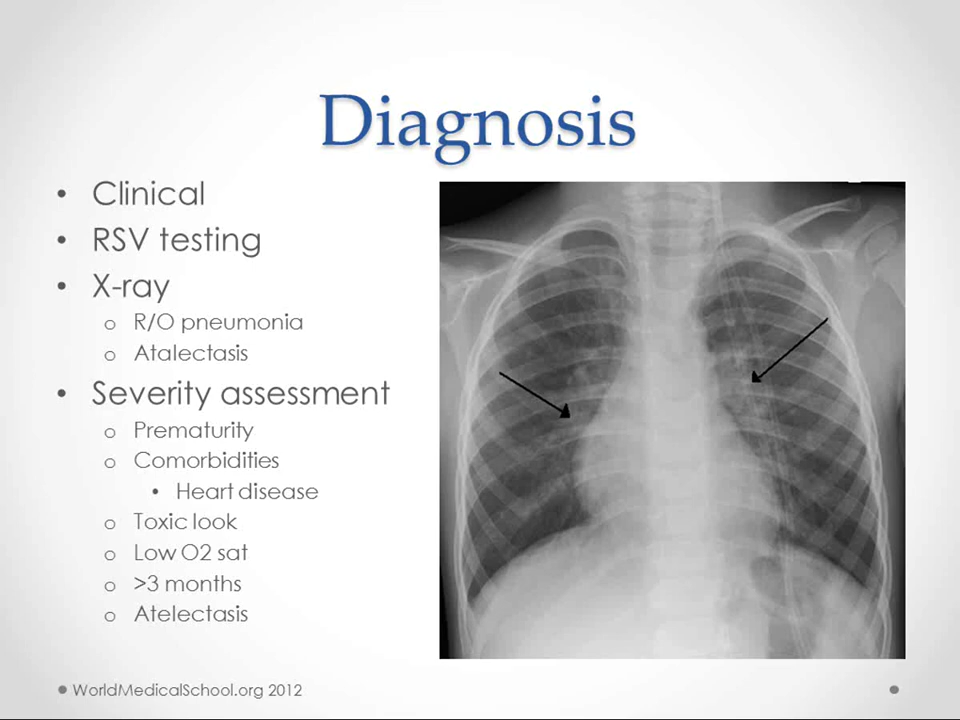 Diagnosis
• Clinical
• RSV testing
• X-ray
o R/O pneumonia
o Atalectasis
• Severity assessment
o Prematurity
o Comorbidities
• Heart disease
o Toxic look
o Low O2 sat
o >3 months
o Atelectasis
WorldMedicalSchool.org 2012